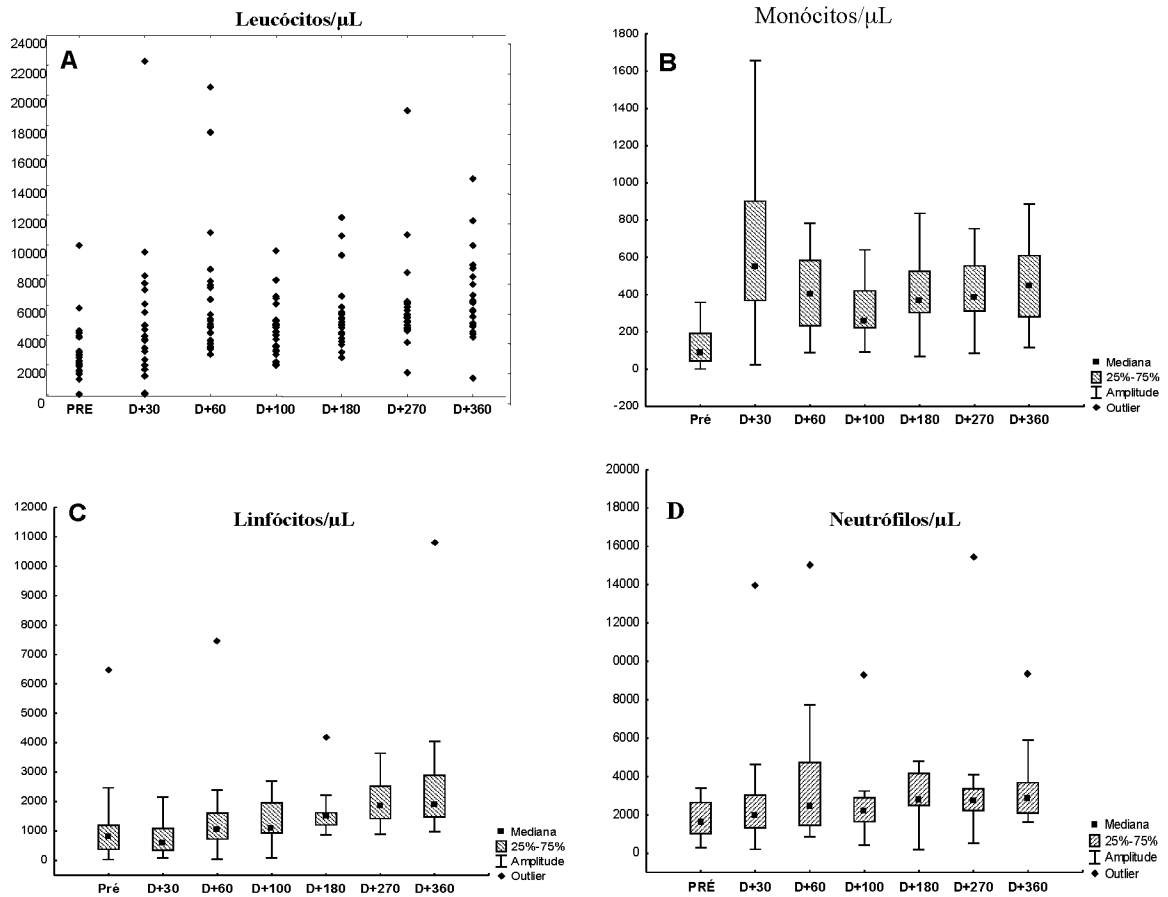 Leucócitos/µL
A
24000
22000
20000
18000
16000
14000
12000
10000
8000
6000
4000
2000
0
PRE D+30 D+60 D+100 D+180 D+270 D+360
Monócitos/µL
B
1800
1600
1400
1200
1000
800
600
400
200
0
-200
Pré D+30 D+60 D+100 D+180 D+270 D+360
Mediana
25%-75%
Amplitude
Outlier
C
Linfócitos/µL
12000
11000
10000
9000
8000
7000
6000
5000
4000
3000
2000
1000
0
Pré D+30 D+60 D+100 D+180 D+270 D+360
Mediana
25%-75%
Amplitude
Outlier
D
Neutrófilos/µL
20000
18000
16000
14000
12000
0000
8000
6000
4000
2000
0
PRÉ D+30 D+60 D+100 D+180 D+270 D+360
Mediana
25%-75%
Amplitude
Outlier